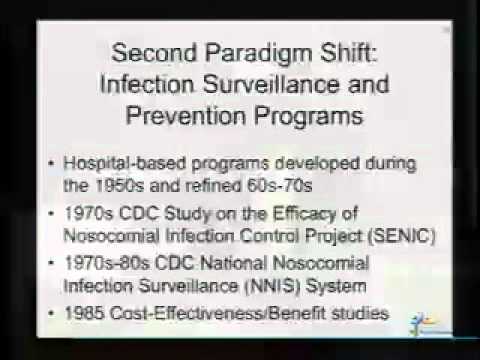 Second Paradigm Shift:
Infection Surveillance and
Prevention Programs
• Hospital-based programs developed during
the 1950s and refined 60s-70s
• 1970s CDC Study on the Efficacy of
Nosocomial Infection Control Project (SENIC)
• 1970s-80s CDC National Nosocomial
Infection Surveillance (NNIS) System
• 1985 Cost-Effectiveness/Benefit studies